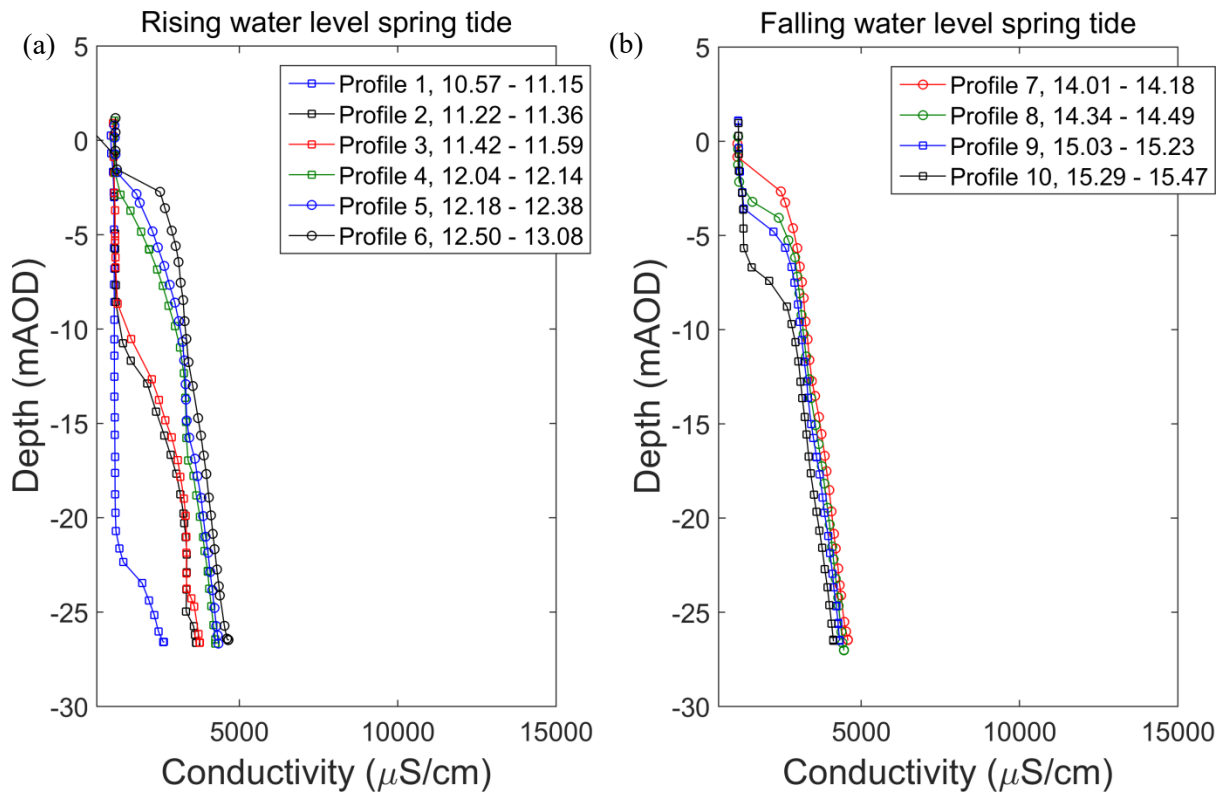 Rising water level spring tide
(a)
5
0
-5
-10
-15
-20
-25
-30
Depth (mAOD)
Profile 1, 10.57 - 11.15
Profile 2, 11.22 - 11.36
Profile 3, 11.42 - 11.59
Profile 4, 12.04 - 12.14
Profile 5, 12.18 - 12.38
Profile 6, 12.50 - 13.08
5000
10000
15000
Conductivity (μS/cm)
Falling water level spring tide
(b)
5
0
-5
-10
-15
-20
-25
-30
Depth (mAOD)
Profile 7, 14.01 - 14.18
Profile 8, 14.34 - 14.49
Profile 9, 15.03 - 15.23
Profile 10, 15.29 - 15.47
5000
10000
15000
Conductivity (μS/cm)